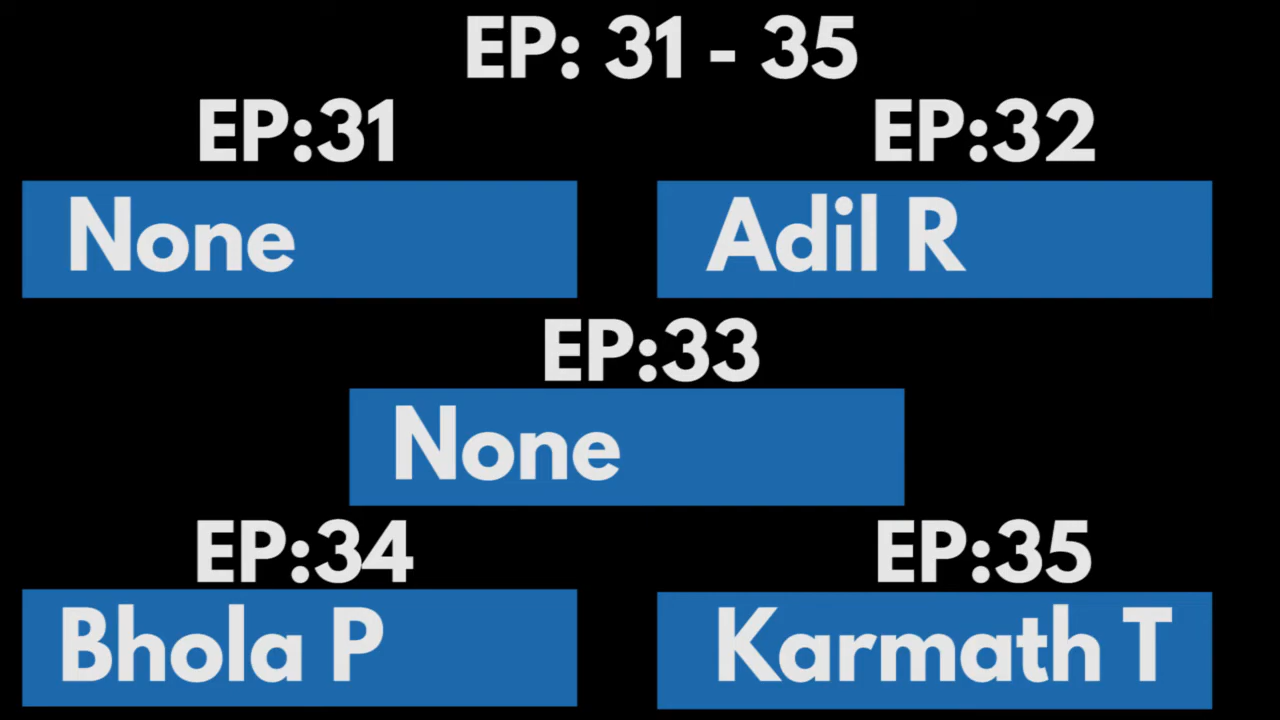 EP: 31 - 35
EP:31
EP:32
None
Adil R
EP:33
None
EP:34
EP:35
Bhola P
Karmath T